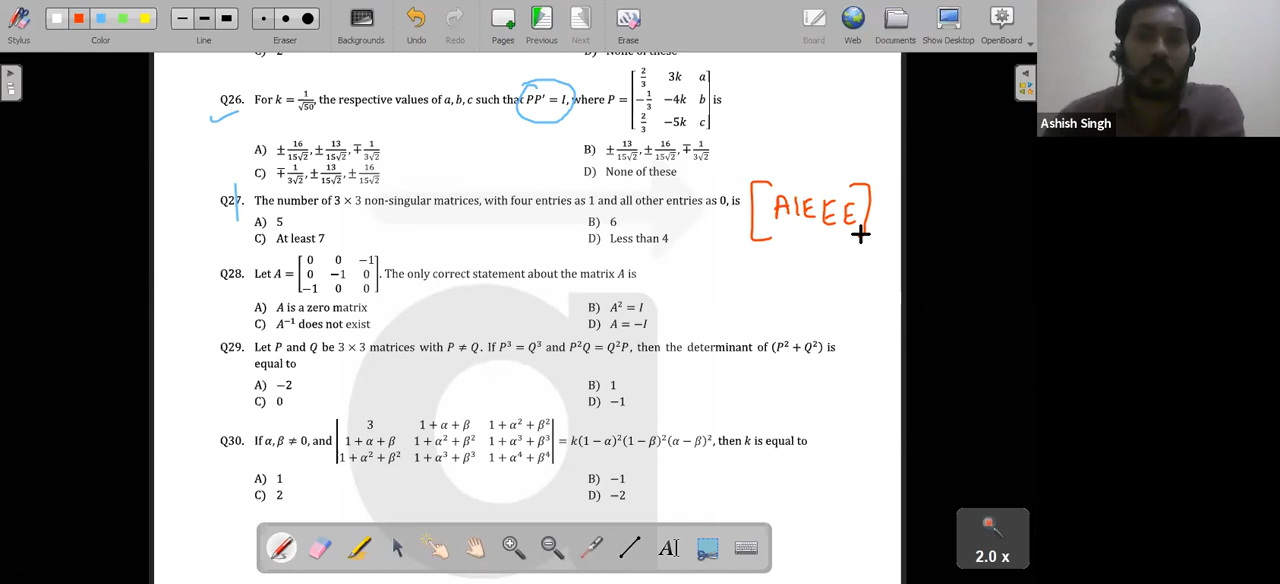 Stylus Color Line Eraser Backgrounds Undo Redo Pages Previous Next Erase Board Web Documents Show Desktop OpenBoard
D) None of these
Q26. For k = 1/√50, the respective values of a, b, c such that PP′ = I, where P = [2/3 3k a; −1/3 −4k b; 2/3 −5k c] is
A) ± 16/15√2, ± 13/15√2, ∓ 1/3√2 B) ± 13/15√2, ± 16/15√2, ∓ 1/3√2
C) ∓ 1/3√2, ± 13/15√2, ± 16/15√2 D) None of these
Q27. The number of 3 × 3 non-singular matrices, with four entries as 1 and all other entries as 0, is
[AIEEE]
A) 5 B) 6
C) At least 7 D) Less than 4
Q28. Let A = [0 0 −1; 0 −1 0; −1 0 0]. The only correct statement about the matrix A is
A) A is a zero matrix B) A² = I
C) A⁻¹ does not exist D) A = −I
Q29. Let P and Q be 3 × 3 matrices with P ≠ Q. If P³ = Q³ and P²Q = Q²P, then the determinant of (P² + Q²) is
equal to
A) −2 B) 1
C) 0 D) −1
Q30. If α, β ≠ 0, and |3 1 + α + β 1 + α² + β²; 1 + α + β 1 + α² + β² 1 + α³ + β³; 1 + α² + β² 1 + α³ + β³ 1 + α⁴ + β⁴| = k(1 − α)²(1 − β)²(α − β)², then k is equal to
A) 1 B) −1
C) 2 D) −2
Ashish Singh
2.0 x